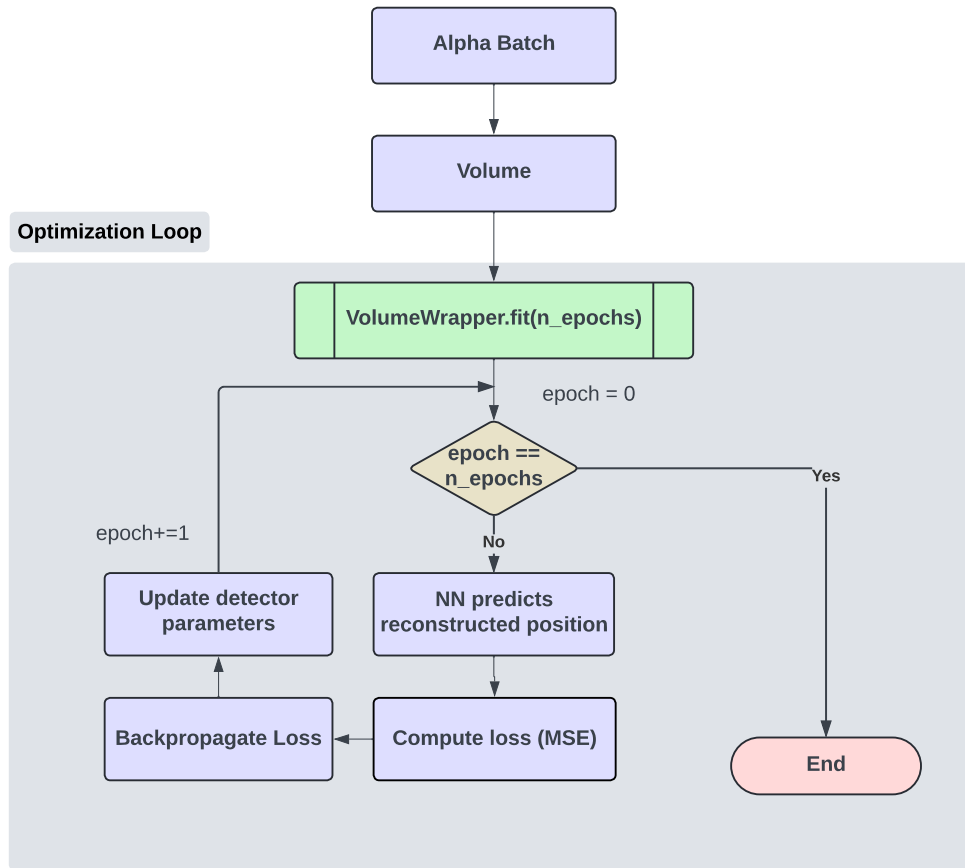 Alpha Batch
Volume
Optimization Loop
VolumeWrapper.fit(n_epochs)
epoch = 0
epoch ==
n_epochs
Yes
No
epoch+=1
Update detector
parameters
NN predicts
reconstructed position
Backpropagate Loss
Compute loss (MSE)
End